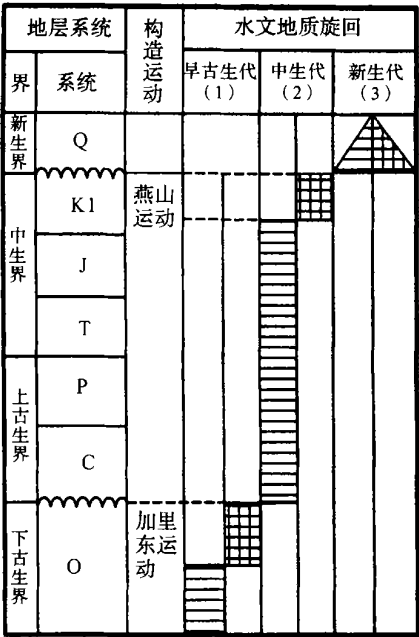 地层系统
构造运动
水文地质旋回
界
系统
早古生代
(1)
中生代
(2)
新生代
(3)
新生界
Q
中生界
K1
燕山
运动
J
T
上古生界
P
C
下古生界
O
加里
东运
动